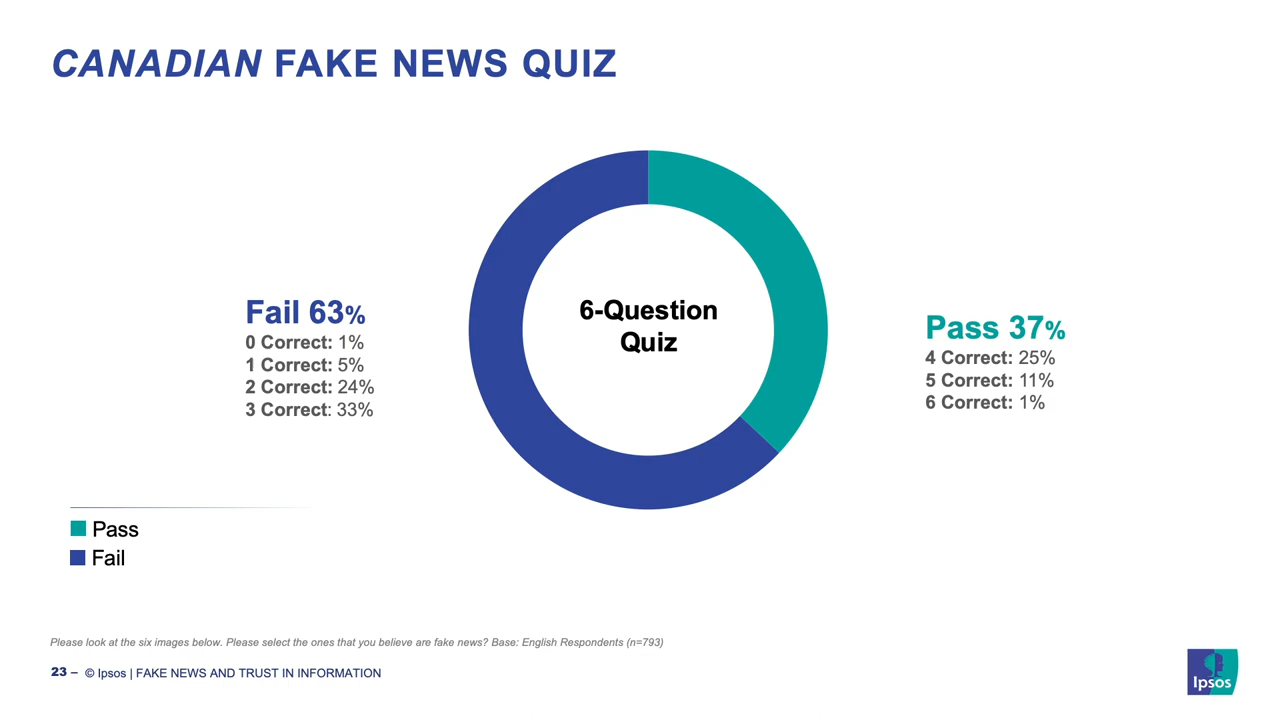 CANADIAN FAKE NEWS QUIZ
6-Question
Quiz
Fail 63%
0 Correct: 1%
1 Correct: 5%
2 Correct: 24%
3 Correct: 33%
Pass 37%
4 Correct: 25%
5 Correct: 11%
6 Correct: 1%
Pass
Fail
Please look at the six images below. Please select the ones that you believe are fake news? Base: English Respondents (n=793)
23 – © Ipsos | FAKE NEWS AND TRUST IN INFORMATION
Ipsos